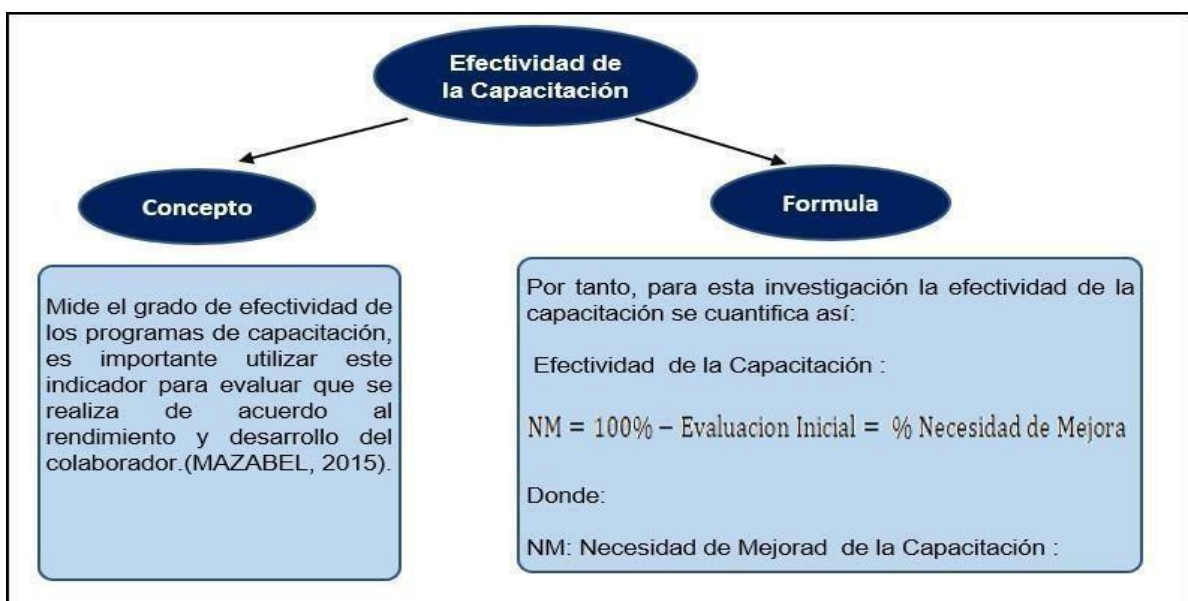 Efectividad de
la Capacitación
Concepto
Formula
Mide el grado de efectividad de
los programas de capacitación,
es importante utilizar este
indicador para evaluar que se
realiza de acuerdo al
rendimiento y desarrollo del
colaborador.(MAZABEL, 2015).
Por tanto, para esta investigación la efectividad de la
capacitación se cuantifica así:
Efectividad de la Capacitación :
NM = 100% − Evaluacion Inicial = % Necesidad de Mejora
Donde:
NM: Necesidad de Mejorad de la Capacitación :